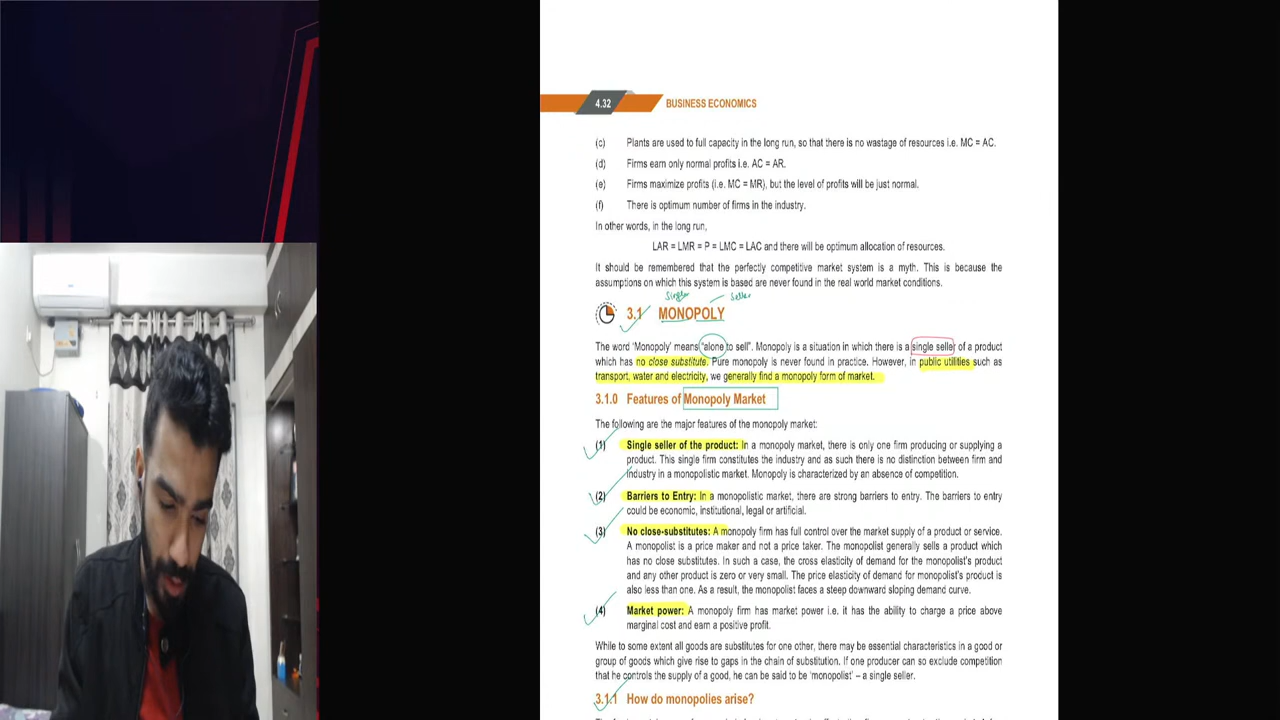 4.32 BUSINESS ECONOMICS
(c) Plants are used to full capacity in the long run, so that there is no wastage of resources i.e. MC = AC.
(d) Firms earn only normal profits i.e. AC = AR.
(e) Firms maximize profits (i.e. MC = MR), but the level of profits will be just normal.
(f) There is optimum number of firms in the industry.
In other words, in the long run,
LAR = LMR = P = LMC = LAC and there will be optimum allocation of resources.
It should be remembered that the perfectly competitive market system is a myth. This is because the
assumptions on which this system is based are never found in the real world market conditions.
Single Seller
3.1 MONOPOLY
The word 'Monopoly' means "alone to sell". Monopoly is a situation in which there is a single seller of a product
which has no close substitute. Pure monopoly is never found in practice. However, in public utilities such as
transport, water and electricity, we generally find a monopoly form of market.
3.1.0 Features of Monopoly Market
The following are the major features of the monopoly market:
(1) Single seller of the product: In a monopoly market, there is only one firm producing or supplying a
product. This single firm constitutes the industry and as such there is no distinction between firm and
industry in a monopolistic market. Monopoly is characterized by an absence of competition.
(2) Barriers to Entry: In a monopolistic market, there are strong barriers to entry. The barriers to entry
could be economic, institutional, legal or artificial.
(3) No close-substitutes: A monopoly firm has full control over the market supply of a product or service.
A monopolist is a price maker and not a price taker. The monopolist generally sells a product which
has no close substitutes. In such a case, the cross elasticity of demand for the monopolist's product
and any other product is zero or very small. The price elasticity of demand for monopolist's product is
also less than one. As a result, the monopolist faces a steep downward sloping demand curve.
(4) Market power: A monopoly firm has market power i.e. it has the ability to charge a price above
marginal cost and earn a positive profit.
While to some extent all goods are substitutes for one other, there may be essential characteristics in a good or
group of goods which give rise to gaps in the chain of substitution. If one producer can so exclude competition
that he controls the supply of a good, he can be said to be 'monopolist' – a single seller.
3.1.1 How do monopolies arise?